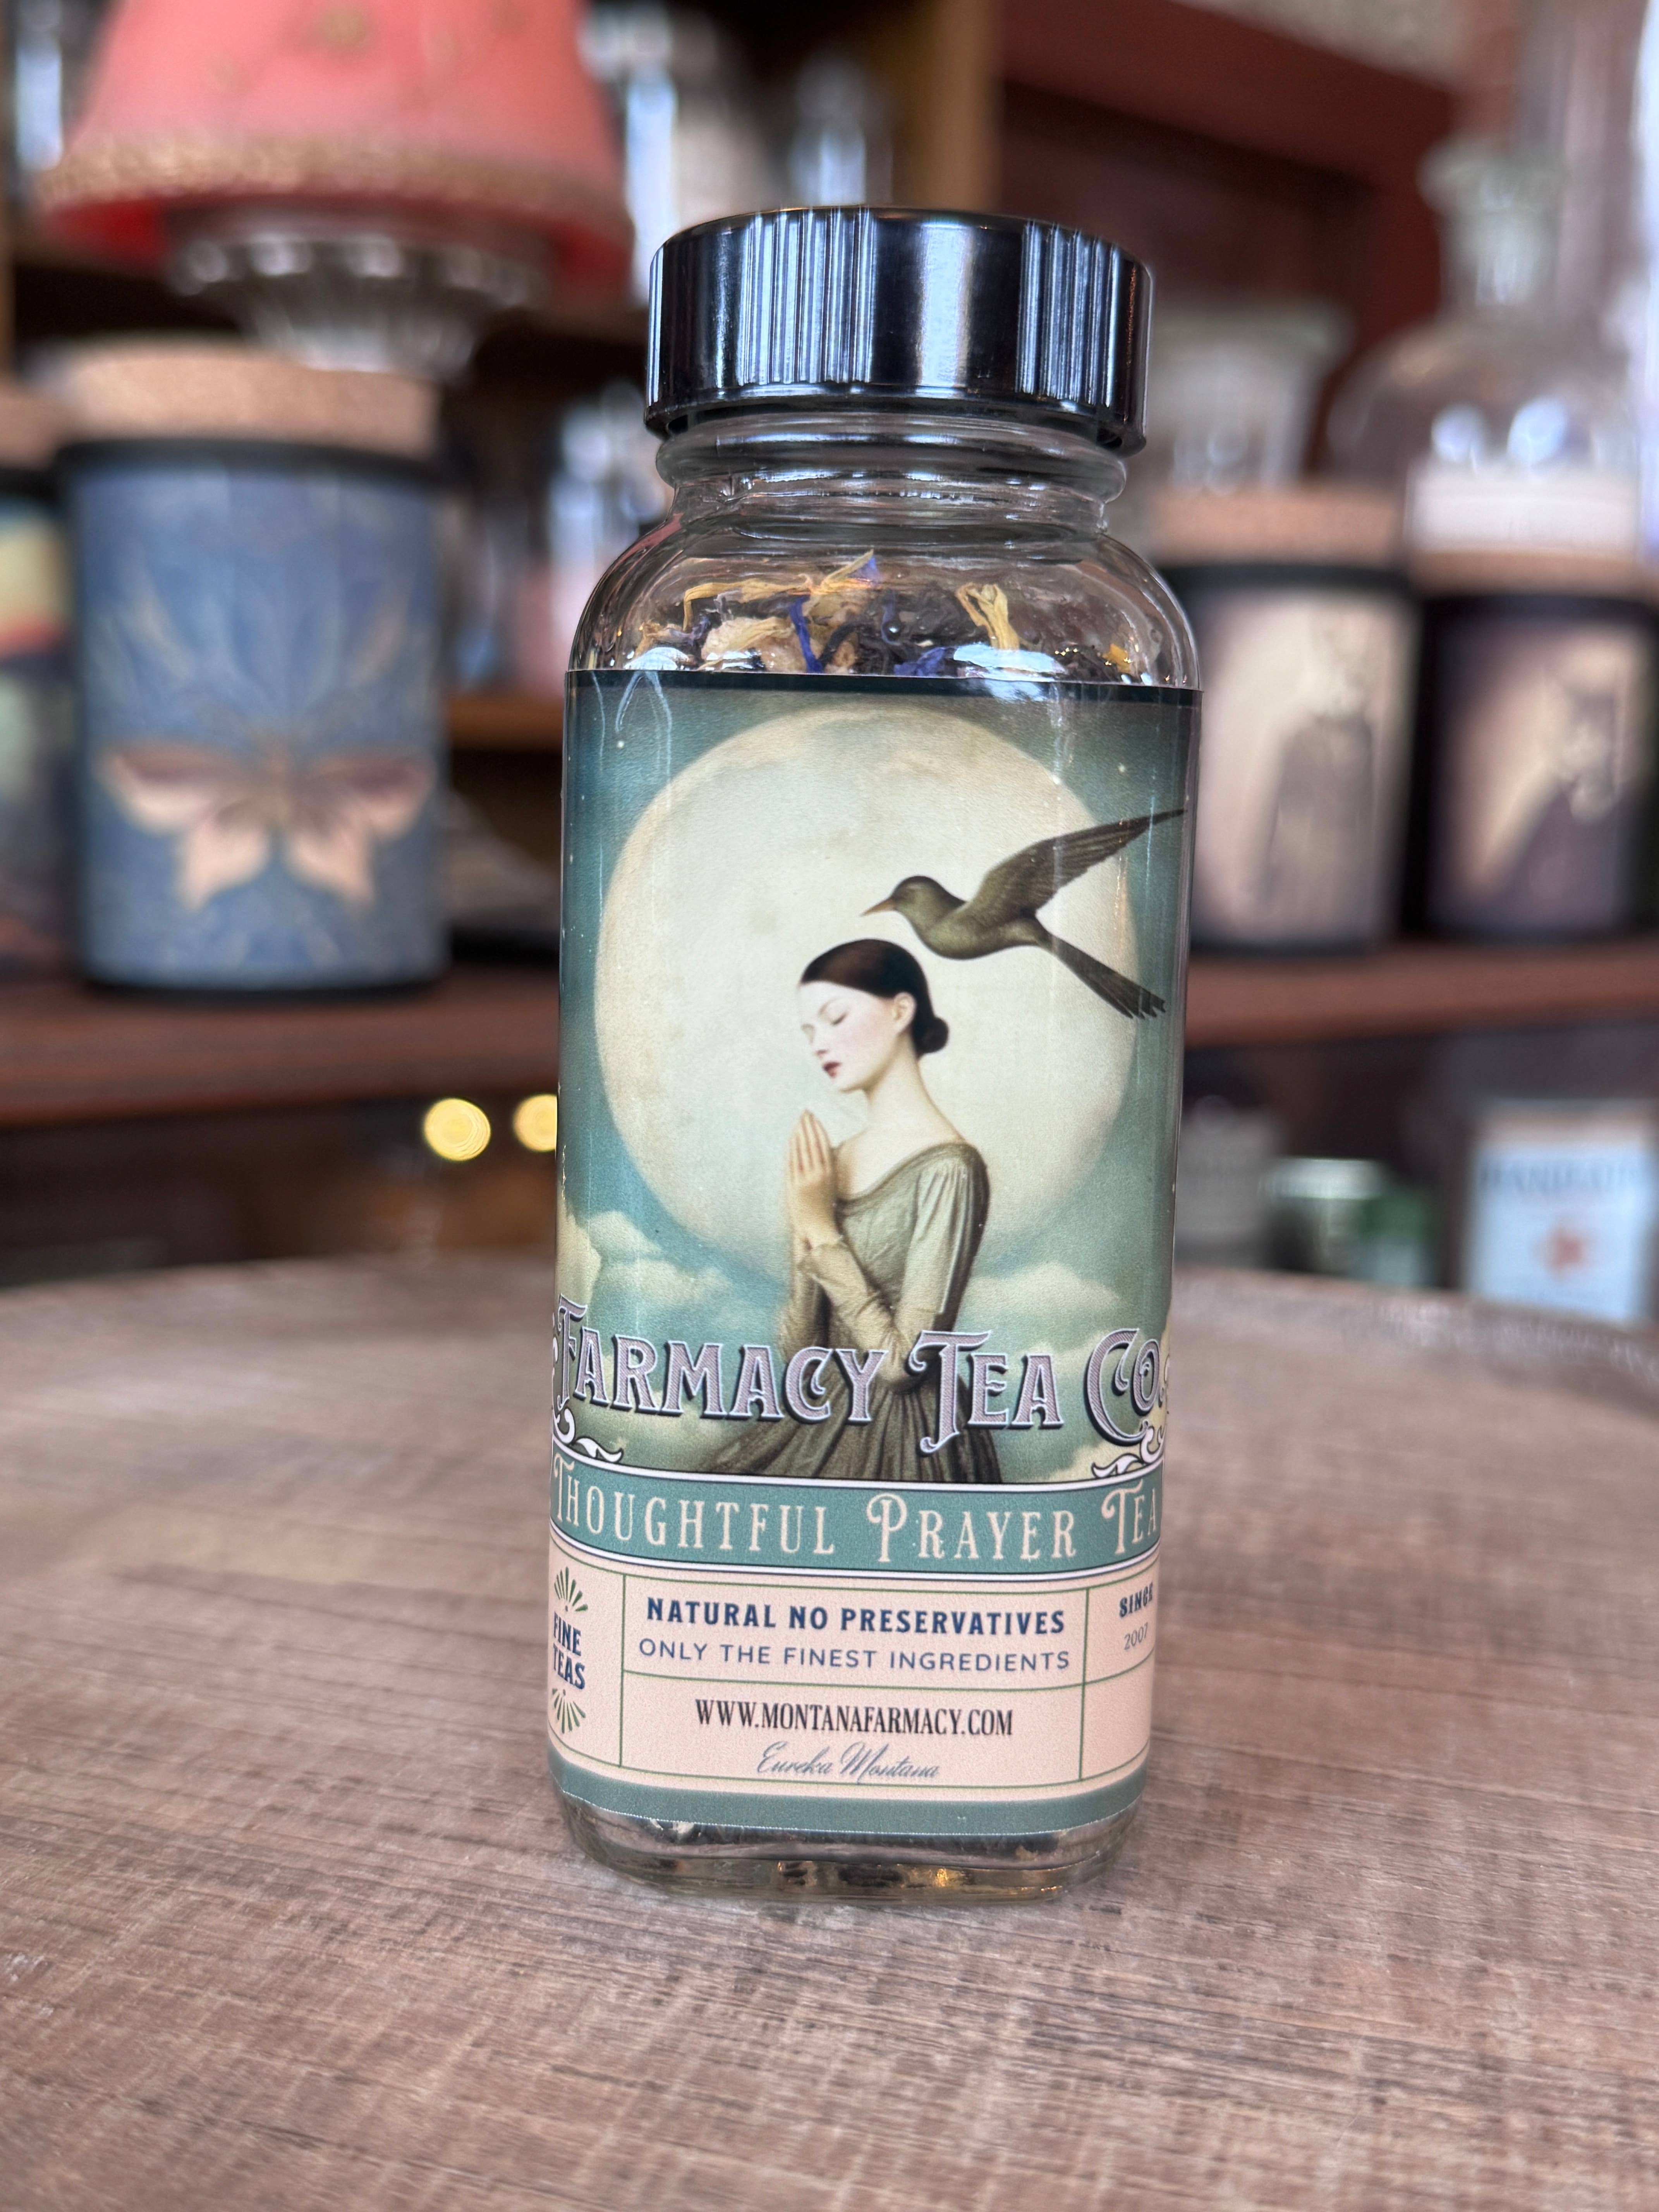 Farmacy Tea Co.
Thoughtful Prayer Tea
FINE
TEAS
NATURAL NO PRESERVATIVES
ONLY THE FINEST INGREDIENTS
WWW.MONTANAFARMACY.COM
Eureka Montana
SINCE
2007